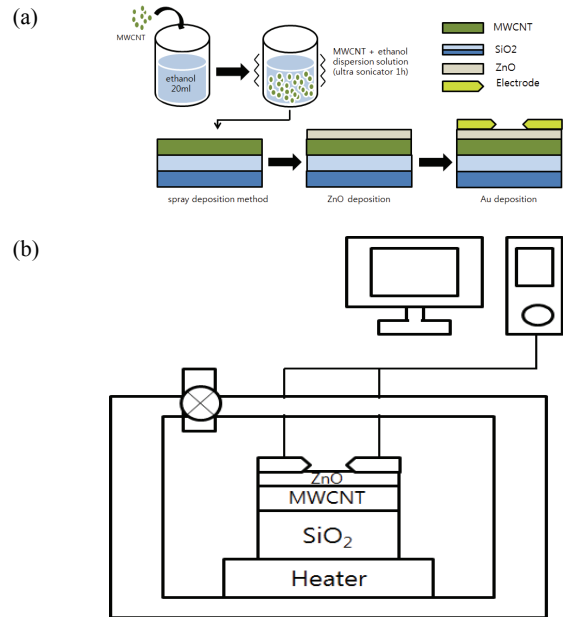 (a)
MWCNT
ethanol
20ml
MWCNT + ethanol
dispersion solution
(ultra sonicator 1h)
MWCNT
SiO2
ZnO
Electrode
spray deposition method
ZnO deposition
Au deposition
(b)
ZnO
MWCNT
SiO₂
Heater